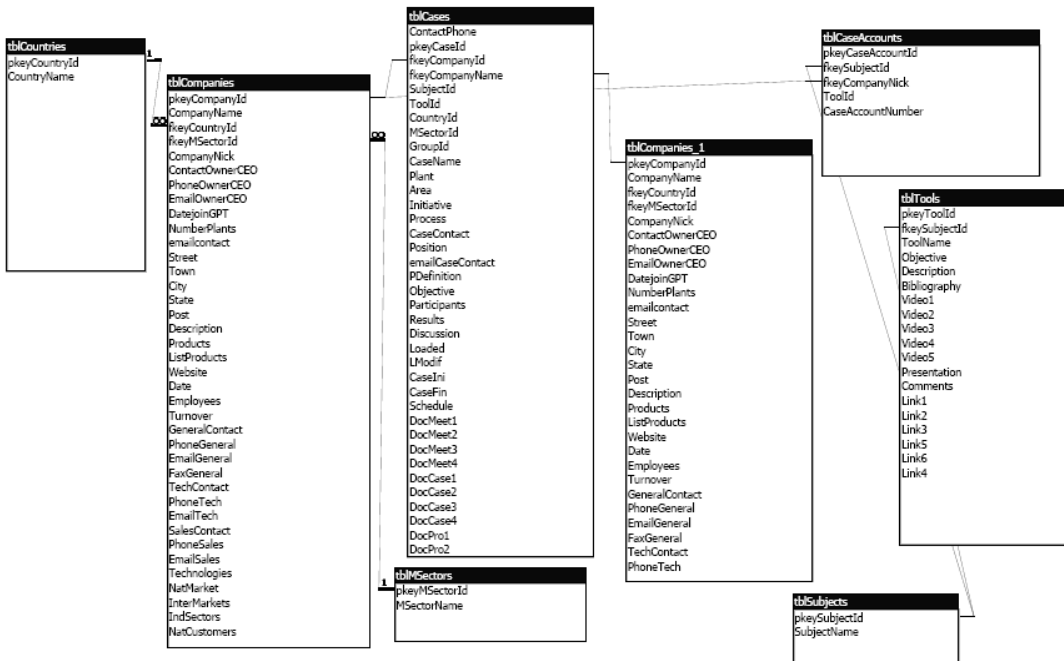 tblCountries
pkeyCountryId
CountryName
1
∞
tblCompanies
pkeyCompanyId
CompanyName
fkeyCountryId
fkeyMSectorId
CompanyNick
ContactOwnerCEO
PhoneOwnerCEO
EmailOwnerCEO
DatejoinGPT
NumberPlants
emailcontact
Street
Town
City
State
Post
Description
Products
ListProducts
Website
Date
Employees
Turnover
GeneralContact
PhoneGeneral
EmailGeneral
FaxGeneral
TechContact
PhoneTech
EmailTech
SalesContact
PhoneSales
EmailSales
Technologies
NatMarket
InterMarkets
IndSectors
NatCustomers
∞
1
tblCases
ContactPhone
pkeyCaseId
fkeyCompanyId
fkeyCompanyName
SubjectId
ToolId
CountryId
MSectorId
GroupId
CaseName
Plant
Area
Initiative
Process
CaseContact
Position
emailCaseContact
PDefinition
Objective
Participants
Results
Discussion
Loaded
LModif
CaseIni
CaseFin
Schedule
DocMeet1
DocMeet2
DocMeet3
DocMeet4
DocCase1
DocCase2
DocCase3
DocCase4
DocPro1
DocPro2
tblMSectors
pkeyMSectorId
MSectorName
tblCompanies_1
pkeyCompanyId
CompanyName
fkeyCountryId
fkeyMSectorId
CompanyNick
ContactOwnerCEO
PhoneOwnerCEO
EmailOwnerCEO
DatejoinGPT
NumberPlants
emailcontact
Street
Town
City
State
Post
Description
Products
ListProducts
Website
Date
Employees
Turnover
GeneralContact
PhoneGeneral
EmailGeneral
FaxGeneral
TechContact
PhoneTech
tblCaseAccounts
pkeyCaseAccountId
fkeySubjectId
fkeyCompanyNick
ToolId
CaseAccountNumber
tblTools
pkeyToolId
fkeySubjectId
ToolName
Objective
Description
Bibliography
Video1
Video2
Video3
Video4
Video5
Presentation
Comments
Link1
Link2
Link3
Link5
Link6
Link4
tblSubjects
pkeySubjectId
SubjectName